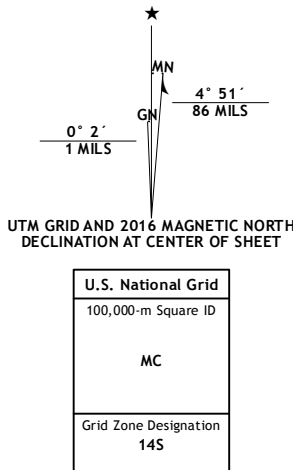 ★
MN
4° 51´
86 MILS
GN
0° 2´
1 MILS
UTM GRID AND 2016 MAGNETIC NORTH
DECLINATION AT CENTER OF SHEET
U.S. National Grid
100,000-m Square ID
MC
Grid Zone Designation
14S